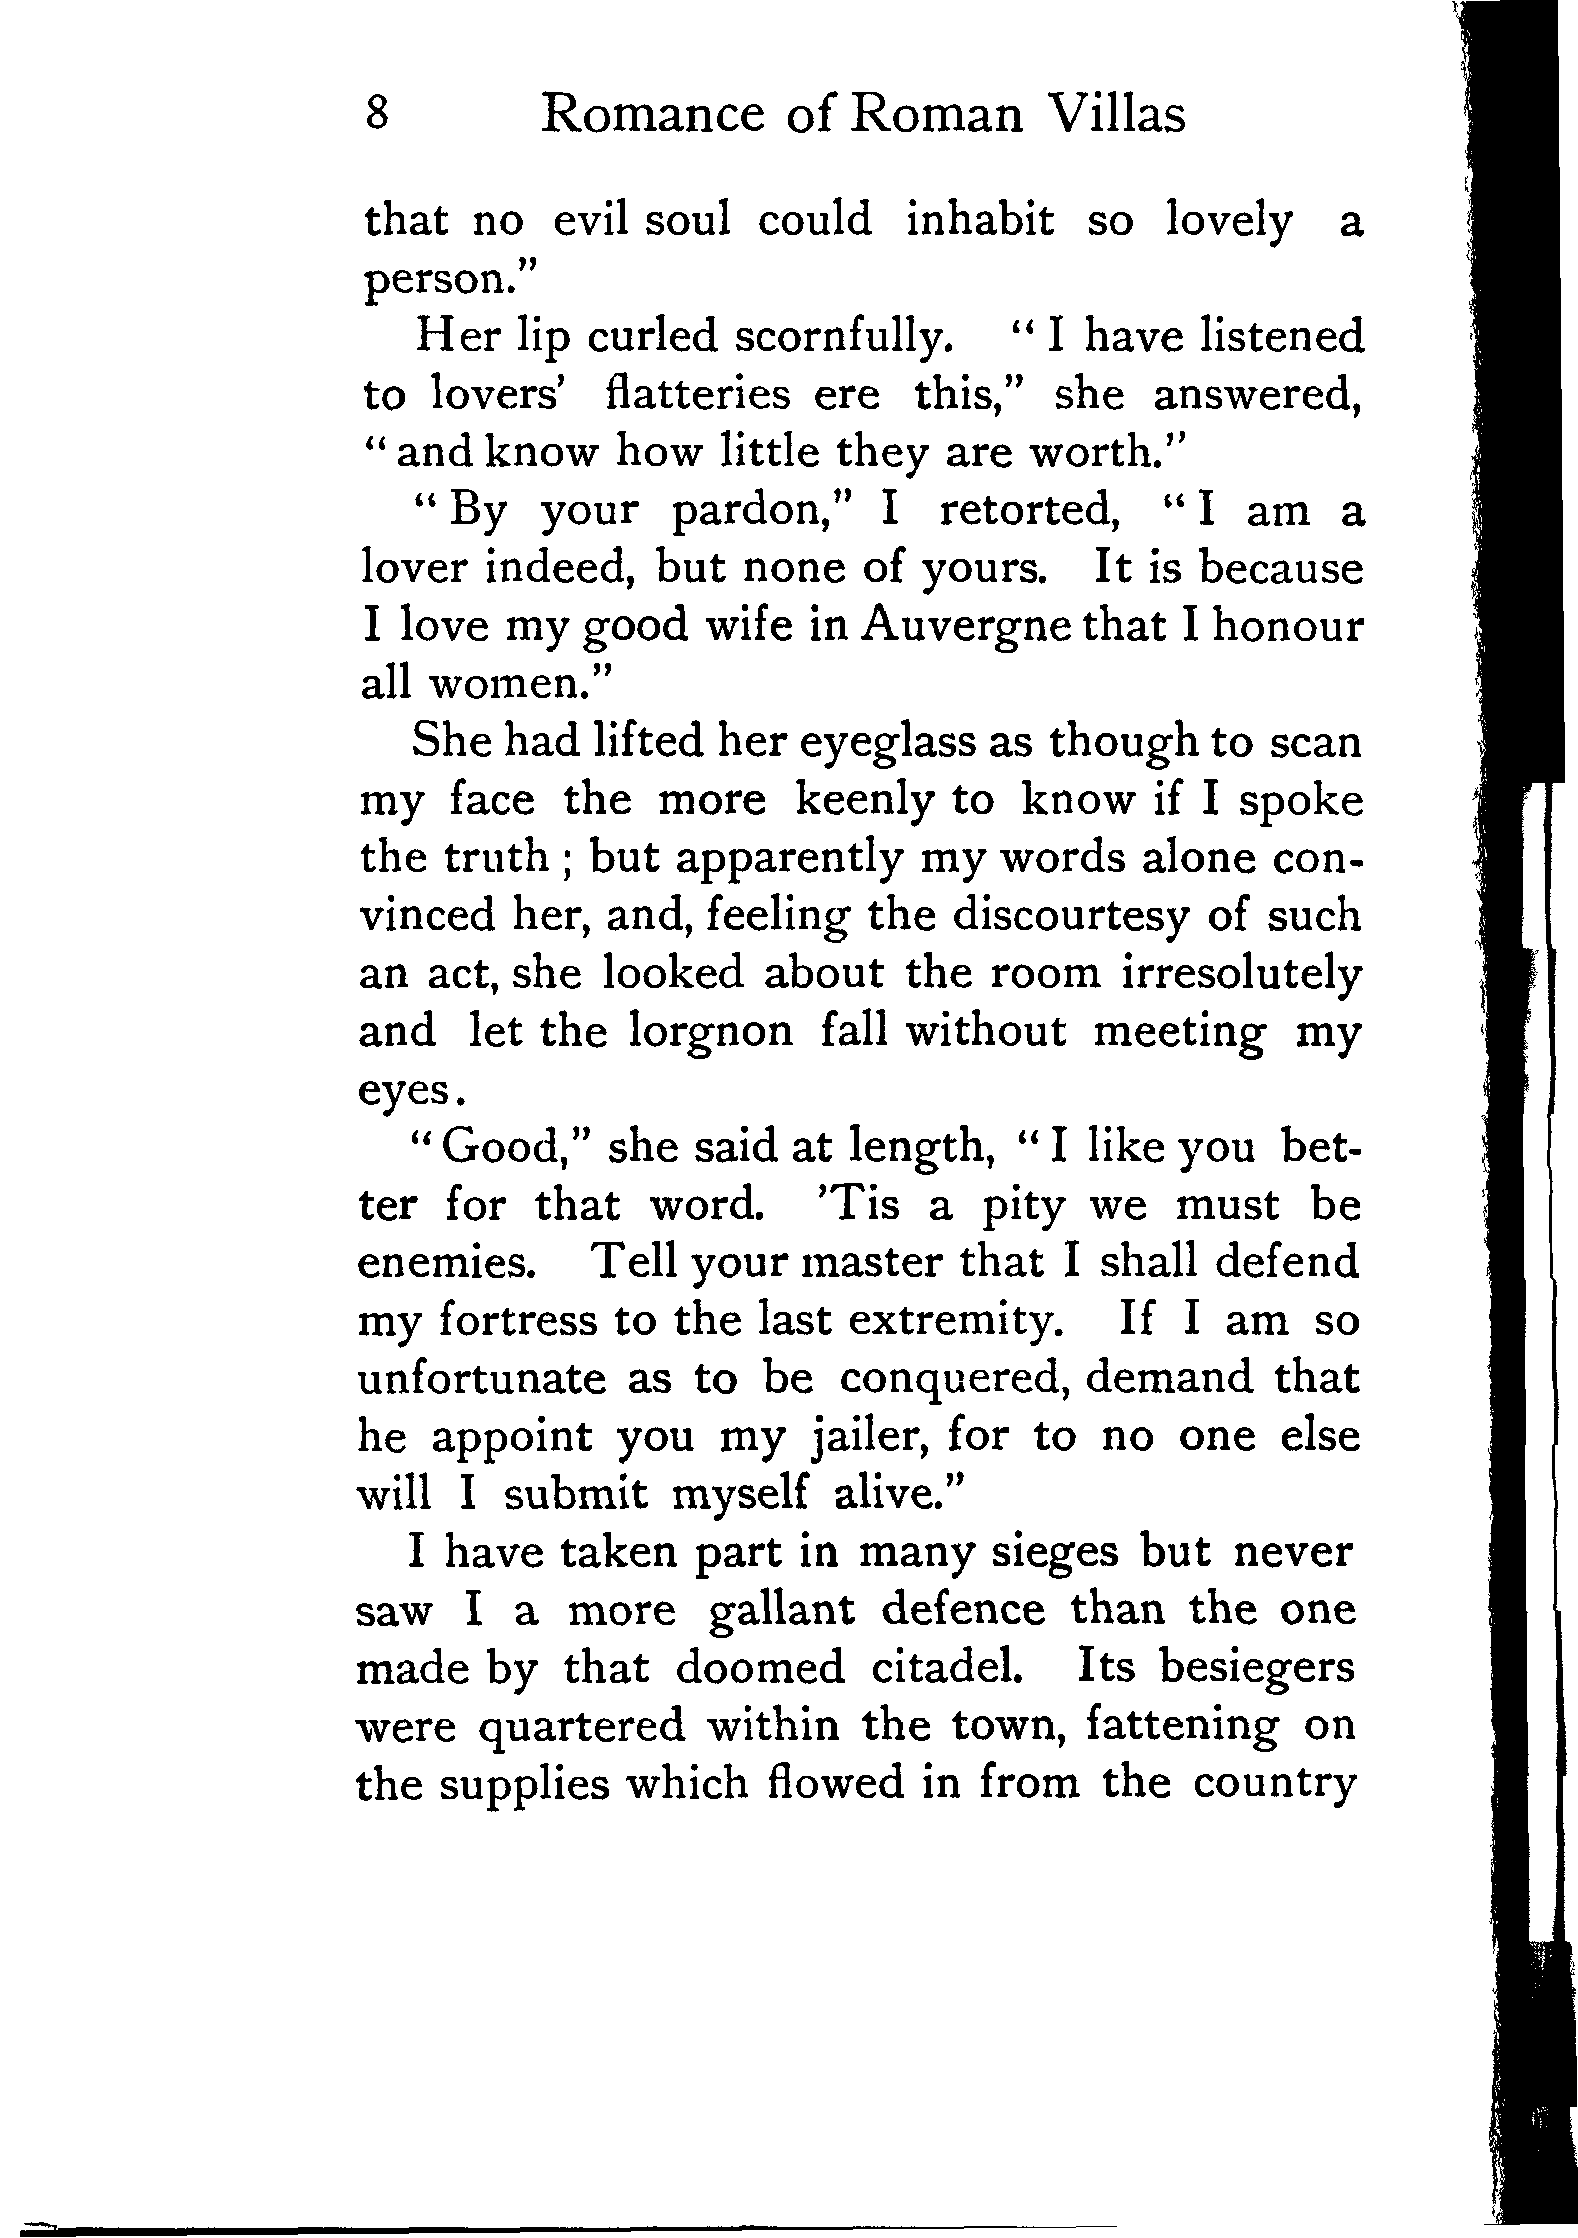 8 Romance of Roman Villas
that no evil soul could inhabit so lovely a
person."
Her lip curled scornfully. "I have listened
to lovers' flatteries ere this," she answered,
"and know how little they are worth."
"By your pardon," I retorted, "I am a
lover indeed, but none of yours. It is because
I love my good wife in Auvergne that I honour
all women."
She had lifted her eyeglass as though to scan
my face the more keenly to know if I spoke
the truth; but apparently my words alone con-
vinced her, and, feeling the discourtesy of such
an act, she looked about the room irresolutely
and let the lorgnon fall without meeting my
eyes.
"Good," she said at length, "I like you bet-
ter for that word. 'Tis a pity we must be
enemies. Tell your master that I shall defend
my fortress to the last extremity. If I am so
unfortunate as to be conquered, demand that
he appoint you my jailer, for to no one else
will I submit myself alive."
I have taken part in many sieges but never
saw I a more gallant defence than the one
made by that doomed citadel. Its besiegers
were quartered within the town, fattening on
the supplies which flowed in from the country